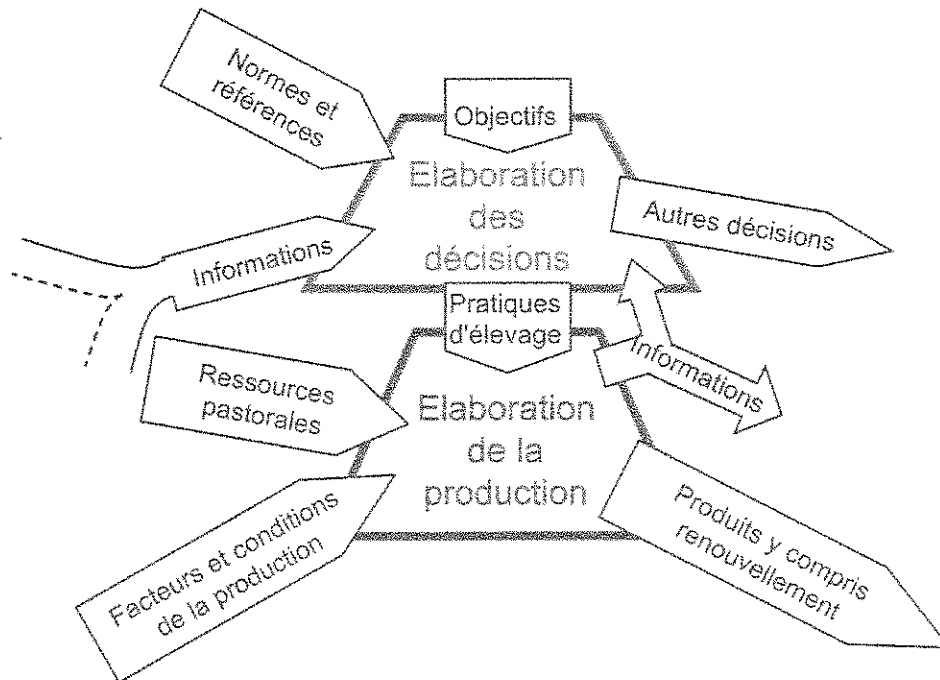 Normes et
références
Objectifs
Elaboration
des
décisions
Autres décisions
Informations
Pratiques
d'élevage
Informations
Ressources
pastorales
Elaboration
de la
production
Facteurs et conditions
de la production
Produits y compris
renouvellement